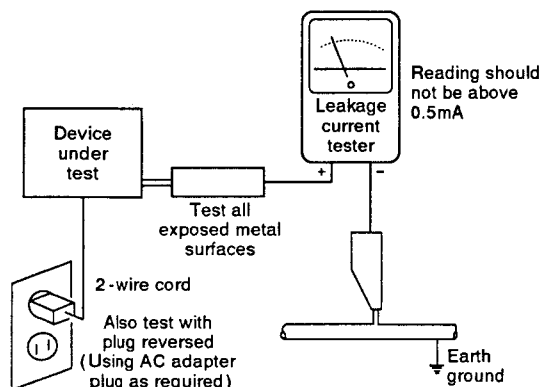 Device
under
test
Leakage
current
tester
+
-
Reading should
not be above
0.5mA
Test all
exposed metal
surfaces
2-wire cord
Also test with
plug reversed
(Using AC adapter
plug as required)
Earth
ground